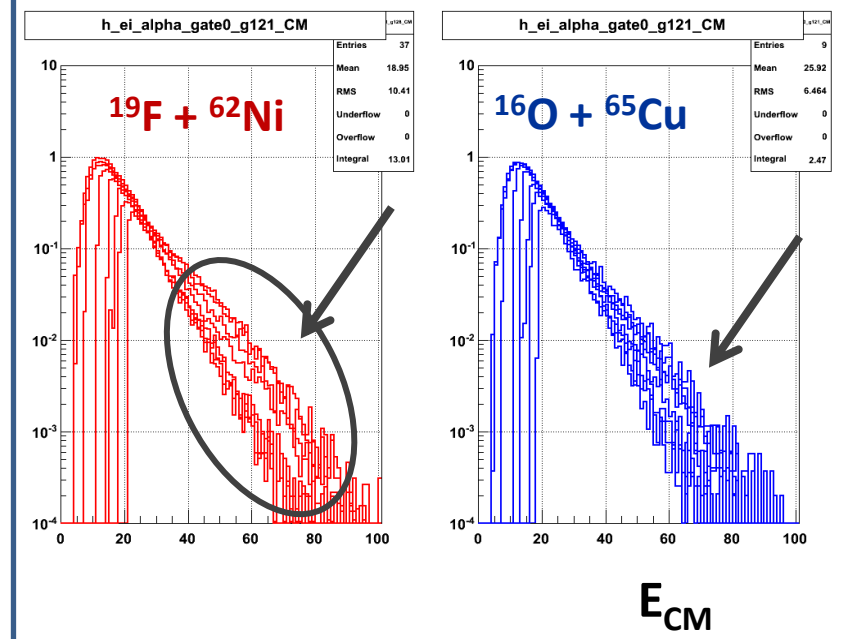 h_ei_alpha_gate0_g121_CM
Entries 37
Mean 18.95
RMS 10.41
Underflow 0
Overflow 0
Integral 13.01
19F + 62Ni
10
1
10-1
10-2
10-3
10-4
0 20 40 60 80 100
h_ei_alpha_gate0_g121_CM
Entries 9
Mean 25.92
RMS 6.464
Underflow 0
Overflow 0
Integral 2.47
16O + 65Cu
10
1
10-1
10-2
10-3
10-4
0 20 40 60 80 100
ECM